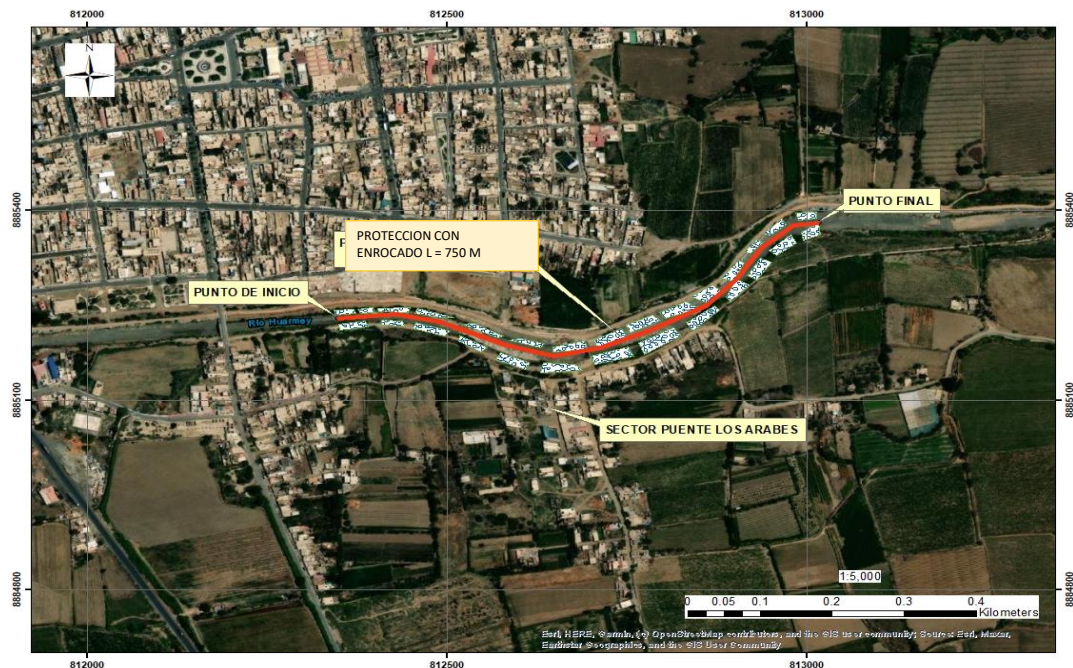 812000 812500 813000
N
8885400 8885400
PUNTO FINAL
PROTECCION CON
ENROCADO L = 750 M
PUNTO DE INICIO
Río Huarmey
8885100 8885100
SECTOR PUENTE LOS ARABES
8884800 8884800
1:5,000
0 0.05 0.1 0.2 0.3 0.4
Kilometers
Esri, HERE, Garmin, (c) OpenStreetMap contributors, and the GIS user community; Source: Esri, Maxar,
Earthstar Geographics, and the GIS User Community
812000 812500 813000